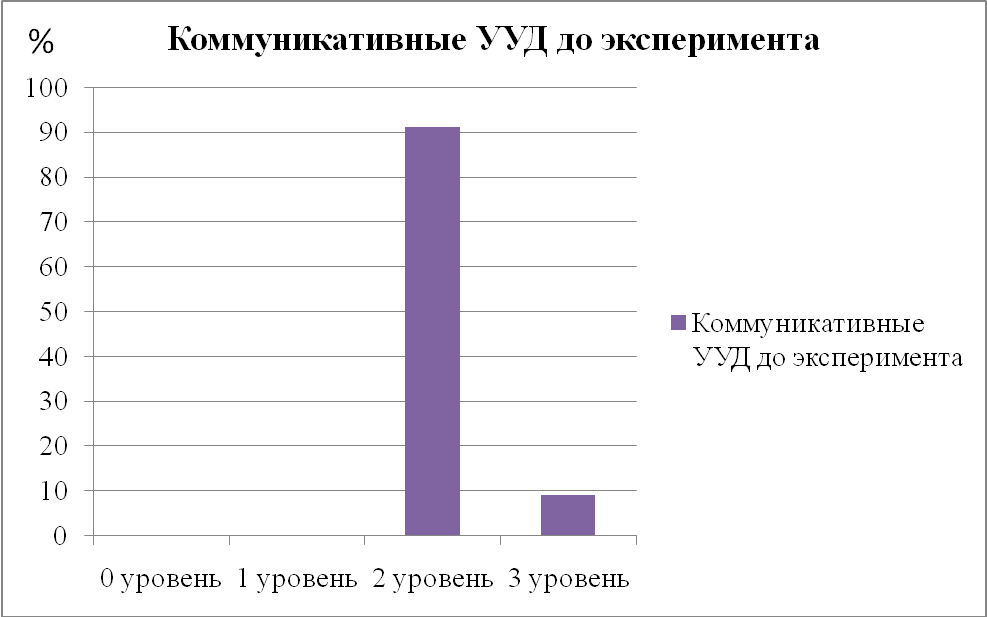 %
Коммуникативные УУД до эксперимента
100
90
80
70
60
50
40
30
20
10
0
0 уровень
1 уровень
2 уровень
3 уровень
Коммуникативные
УУД до эксперимента